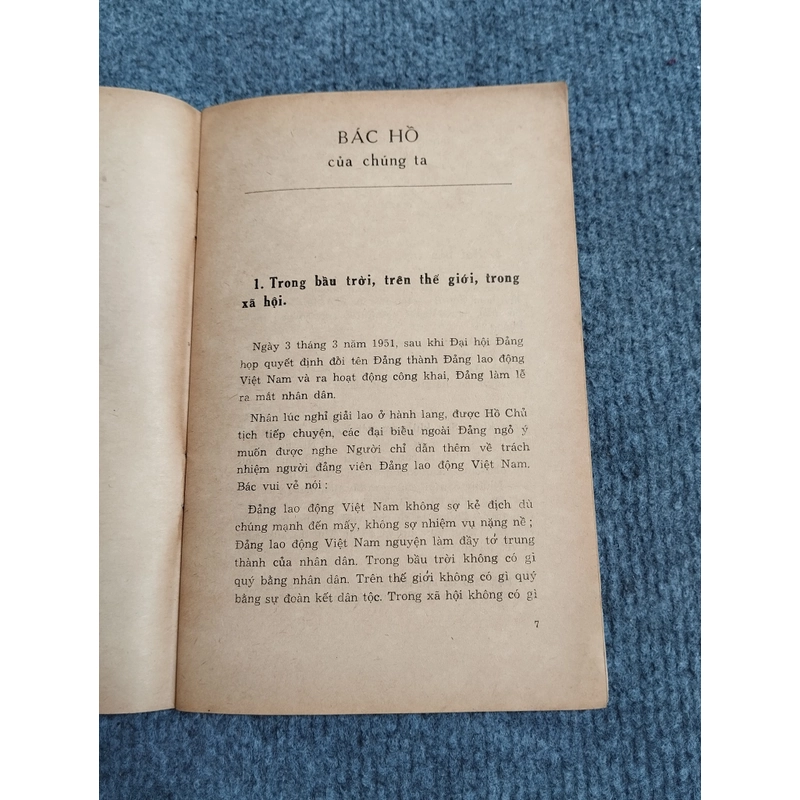 BÁC HỒ
của chúng ta
1. Trong bầu trời, trên thế giới, trong
xã hội.
Ngày 3 tháng 3 năm 1951, sau khi Đại hội Đảng
họp quyết định đổi tên Đảng thành Đảng lao động
Việt Nam và ra hoạt động công khai, Đảng làm lễ
ra mắt nhân dân.
Nhân lúc nghỉ giải lao ở hành lang, được Hồ Chủ
tịch tiếp chuyện, các đại biểu ngoài Đảng ngỏ ý
muốn được nghe Người chỉ dẫn thêm về trách
nhiệm người đảng viên Đảng lao động Việt Nam.
Bác vui vẻ nói :
Đảng lao động Việt Nam không sợ kẻ địch dù
chúng mạnh đến mấy, không sợ nhiệm vụ nặng nề ;
Đảng lao động Việt Nam nguyện làm đầy tớ trung
thành của nhân dân. Trong bầu trời không có gì
quý bằng nhân dân. Trên thế giới không có gì quý
bằng sự đoàn kết dân tộc. Trong xã hội không có gì
7